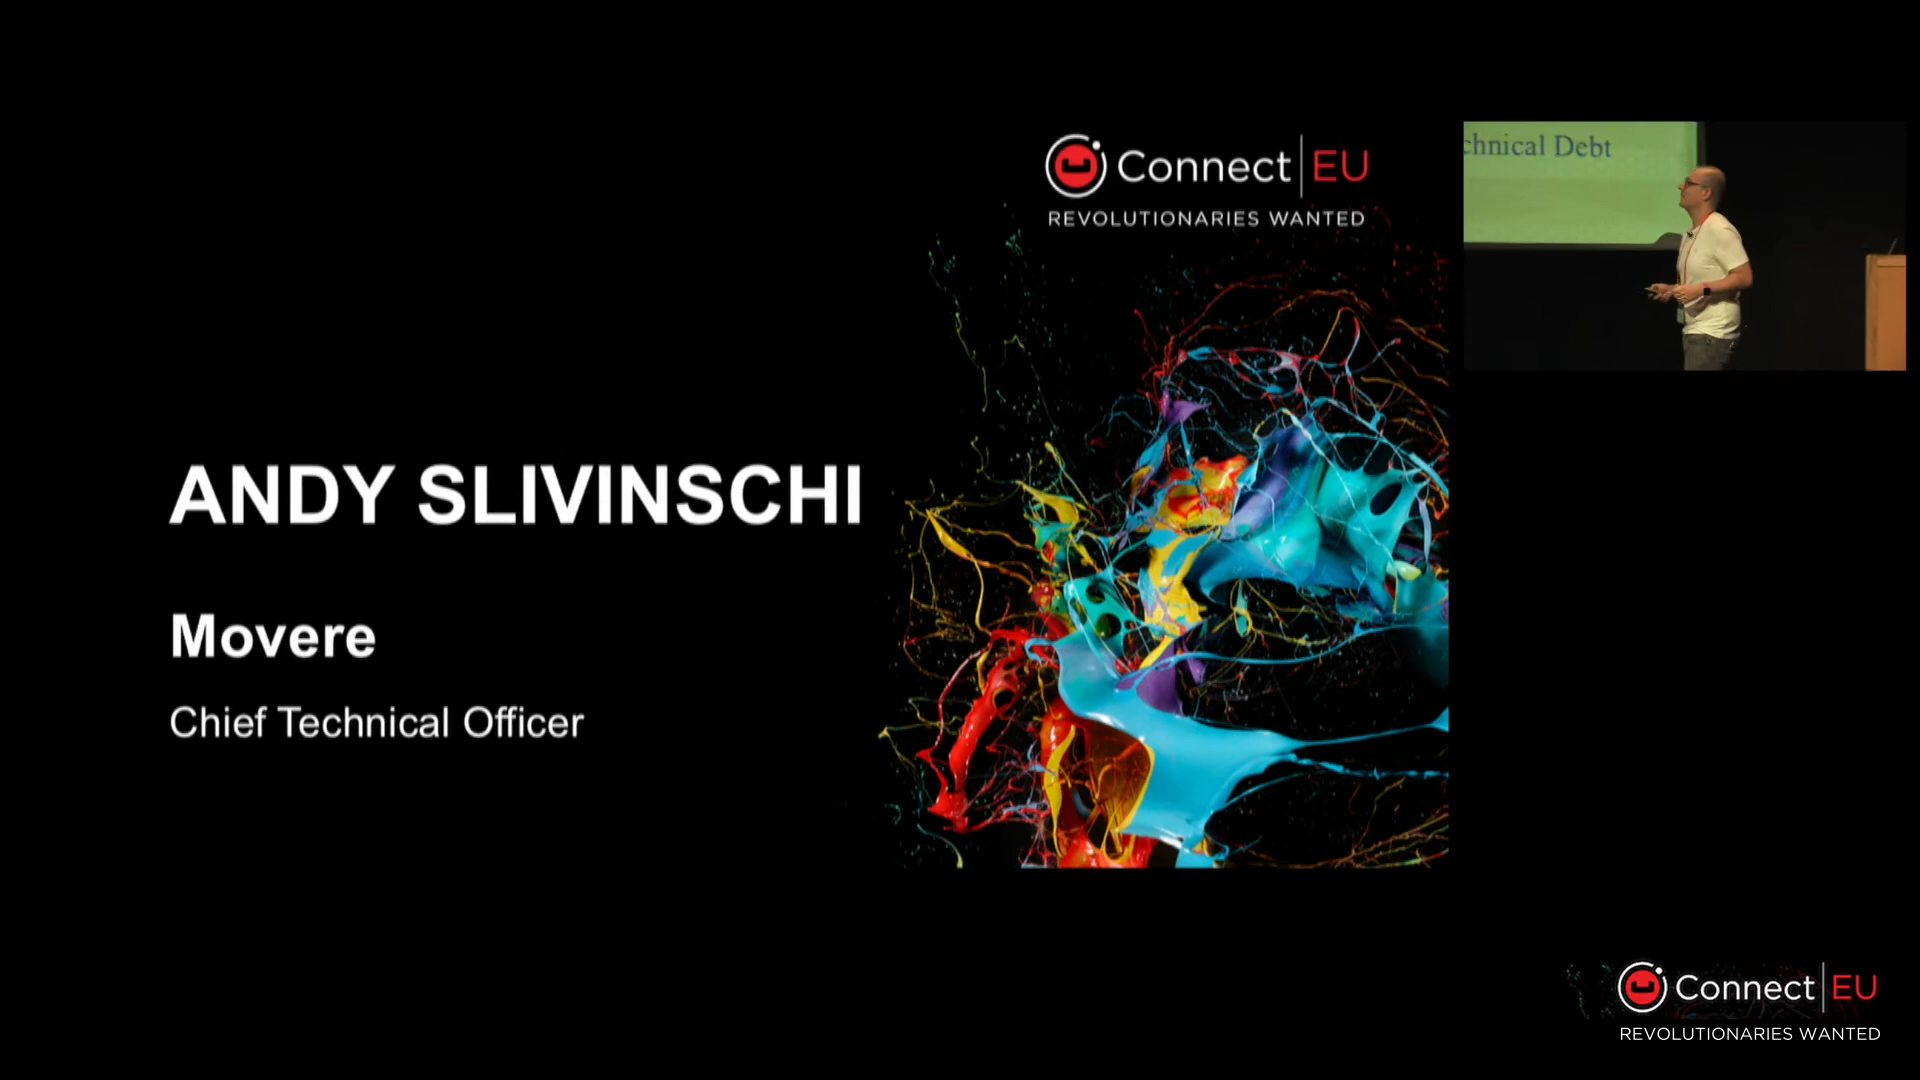 Connect EU
REVOLUTIONARIES WANTED
chnical Debt
ANDY SLIVINSCHI
Movere
Chief Technical Officer
Connect EU
REVOLUTIONARIES WANTED